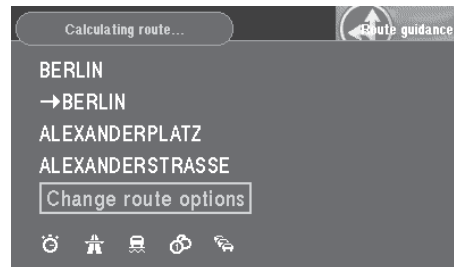 Calculating route...
Route guidance
BERLIN
→BERLIN
ALEXANDERPLATZ
ALEXANDERSTRASSE
Change route options